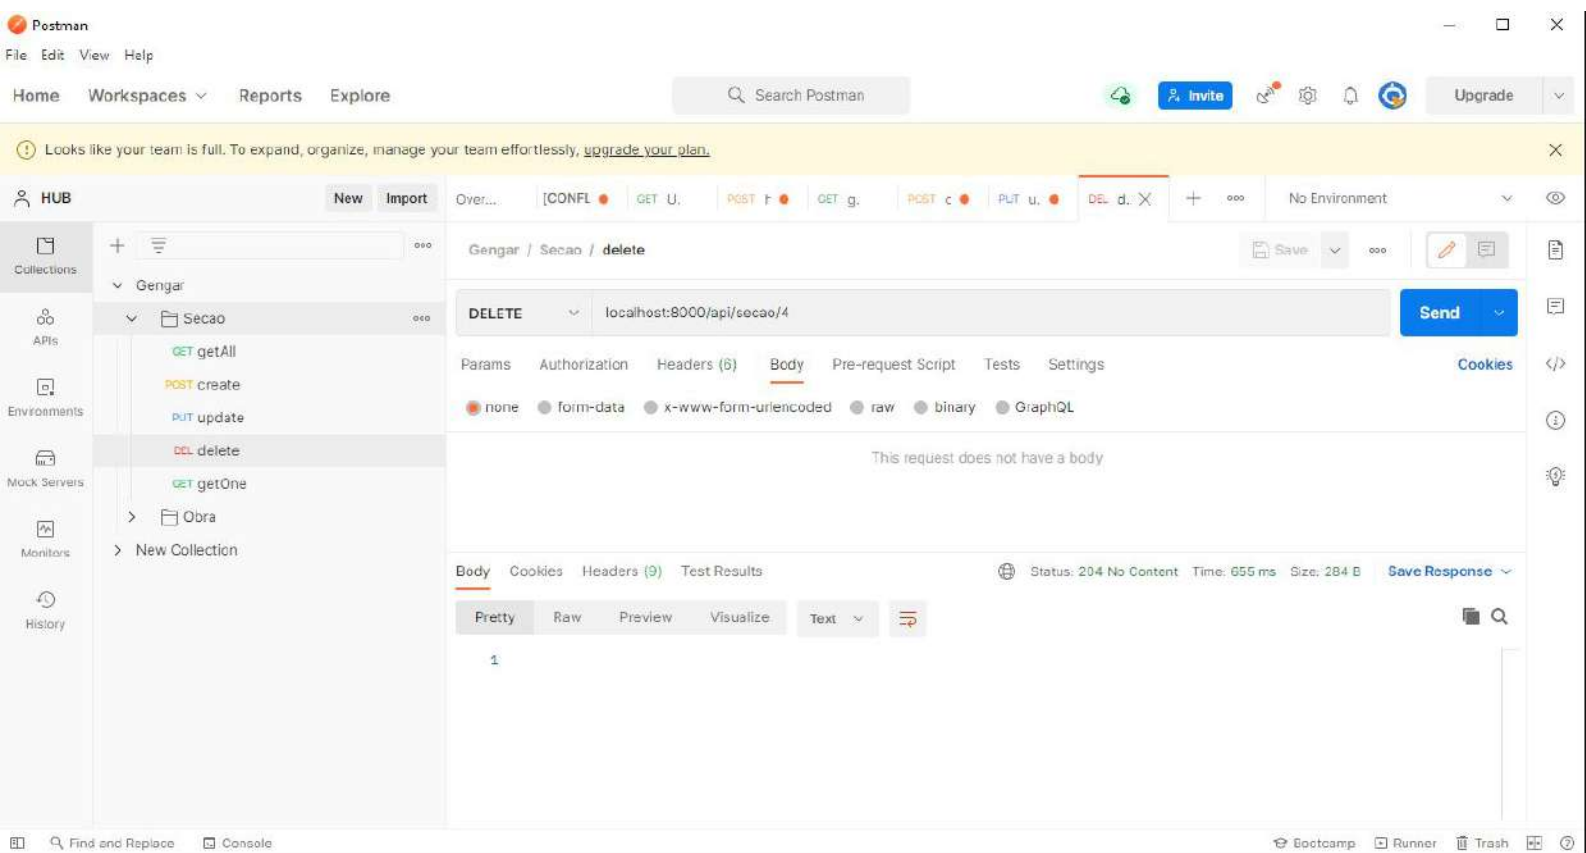 Postman
File Edit View Help
Home Workspaces Reports Explore Search Postman Invite Upgrade
Looks like your team is full. To expand, organize, manage your team effortlessly, upgrade your plan.
HUB New Import Over... [CONFL GET U. POST h GET g. POST c PUT u. DEL d. No Environment
Collections
APIs
Environments
Mock Servers
Monitors
History
Gengar
Secao
GET getAll
POST create
PUT update
DEL delete
GET getOne
Obra
New Collection
Gengar / Secao / delete Save
DELETE localhost:8000/api/secao/4 Send
Params Authorization Headers (6) Body Pre-request Script Tests Settings Cookies
none form-data x-www-form-urlencoded raw binary GraphQL
This request does not have a body
Body Cookies Headers (9) Test Results Status: 204 No Content Time: 655 ms Size: 284 B Save Response
Pretty Raw Preview Visualize Text
1
Find and Replace Console Bootcamp Runner Trash